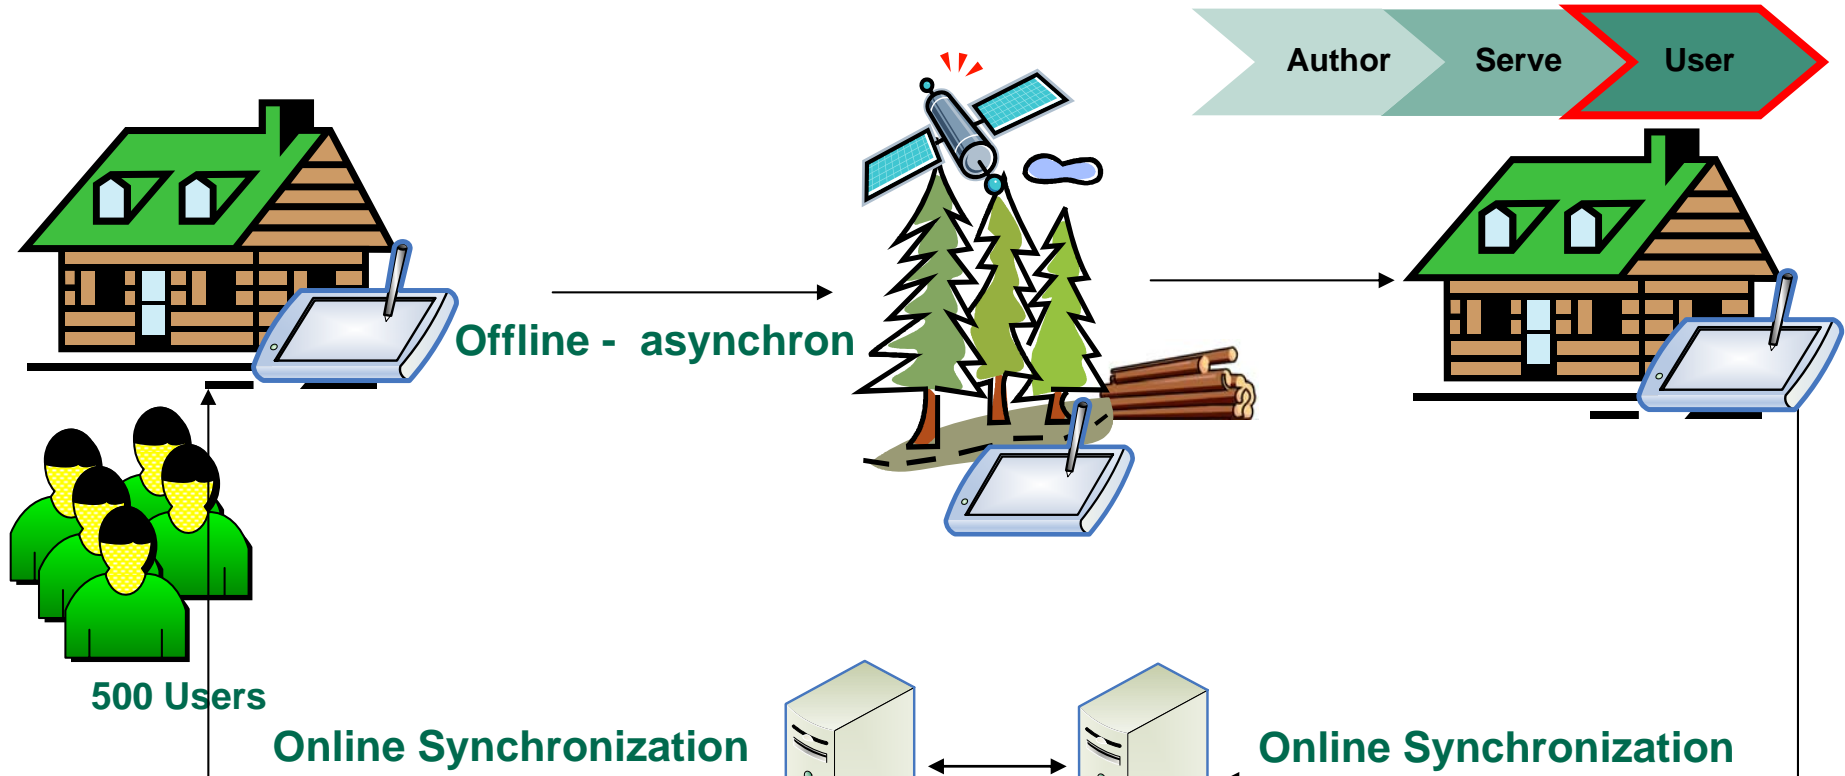 Author Serve User
Offline - asynchron
500 Users
Online Synchronization
Online Synchronization